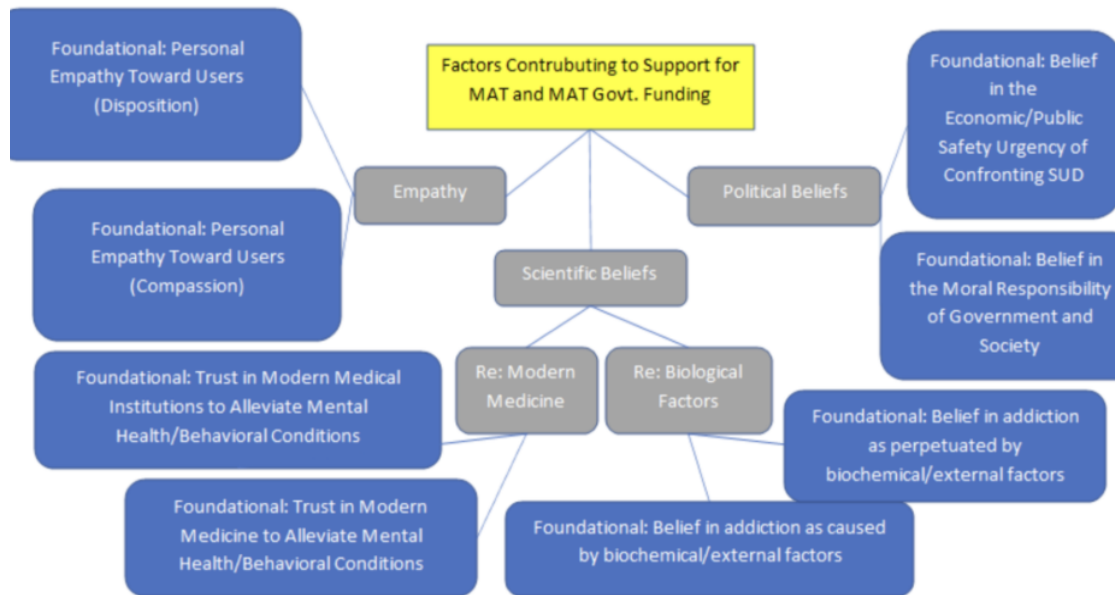 Factors Contrubuting to Support for
MAT and MAT Govt. Funding
Foundational: Personal
Empathy Toward Users
(Disposition)
Foundational: Belief
in the
Economic/Public
Safety Urgency of
Confronting SUD
Empathy
Political Beliefs
Foundational: Personal
Empathy Toward Users
(Compassion)
Scientific Beliefs
Foundational: Belief in
the Moral Responsibility
of Government and
Society
Foundational: Trust in Modern Medical
Institutions to Alleviate Mental
Health/Behavioral Conditions
Re: Modern
Medicine
Re: Biological
Factors
Foundational: Belief in addiction
as perpetuated by
biochemical/external factors
Foundational: Trust in Modern
Medicine to Alleviate Mental
Health/Behavioral Conditions
Foundational: Belief in addiction as caused
by biochemical/external factors